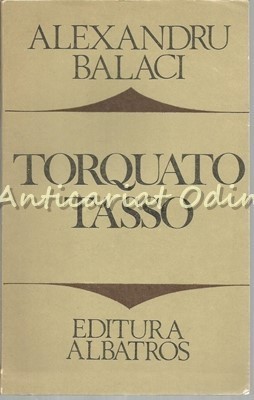 ALEXANDRU
BALACI
TORQUATO
Anticariat Odin
TASSO
EDITURA
ALBATROS